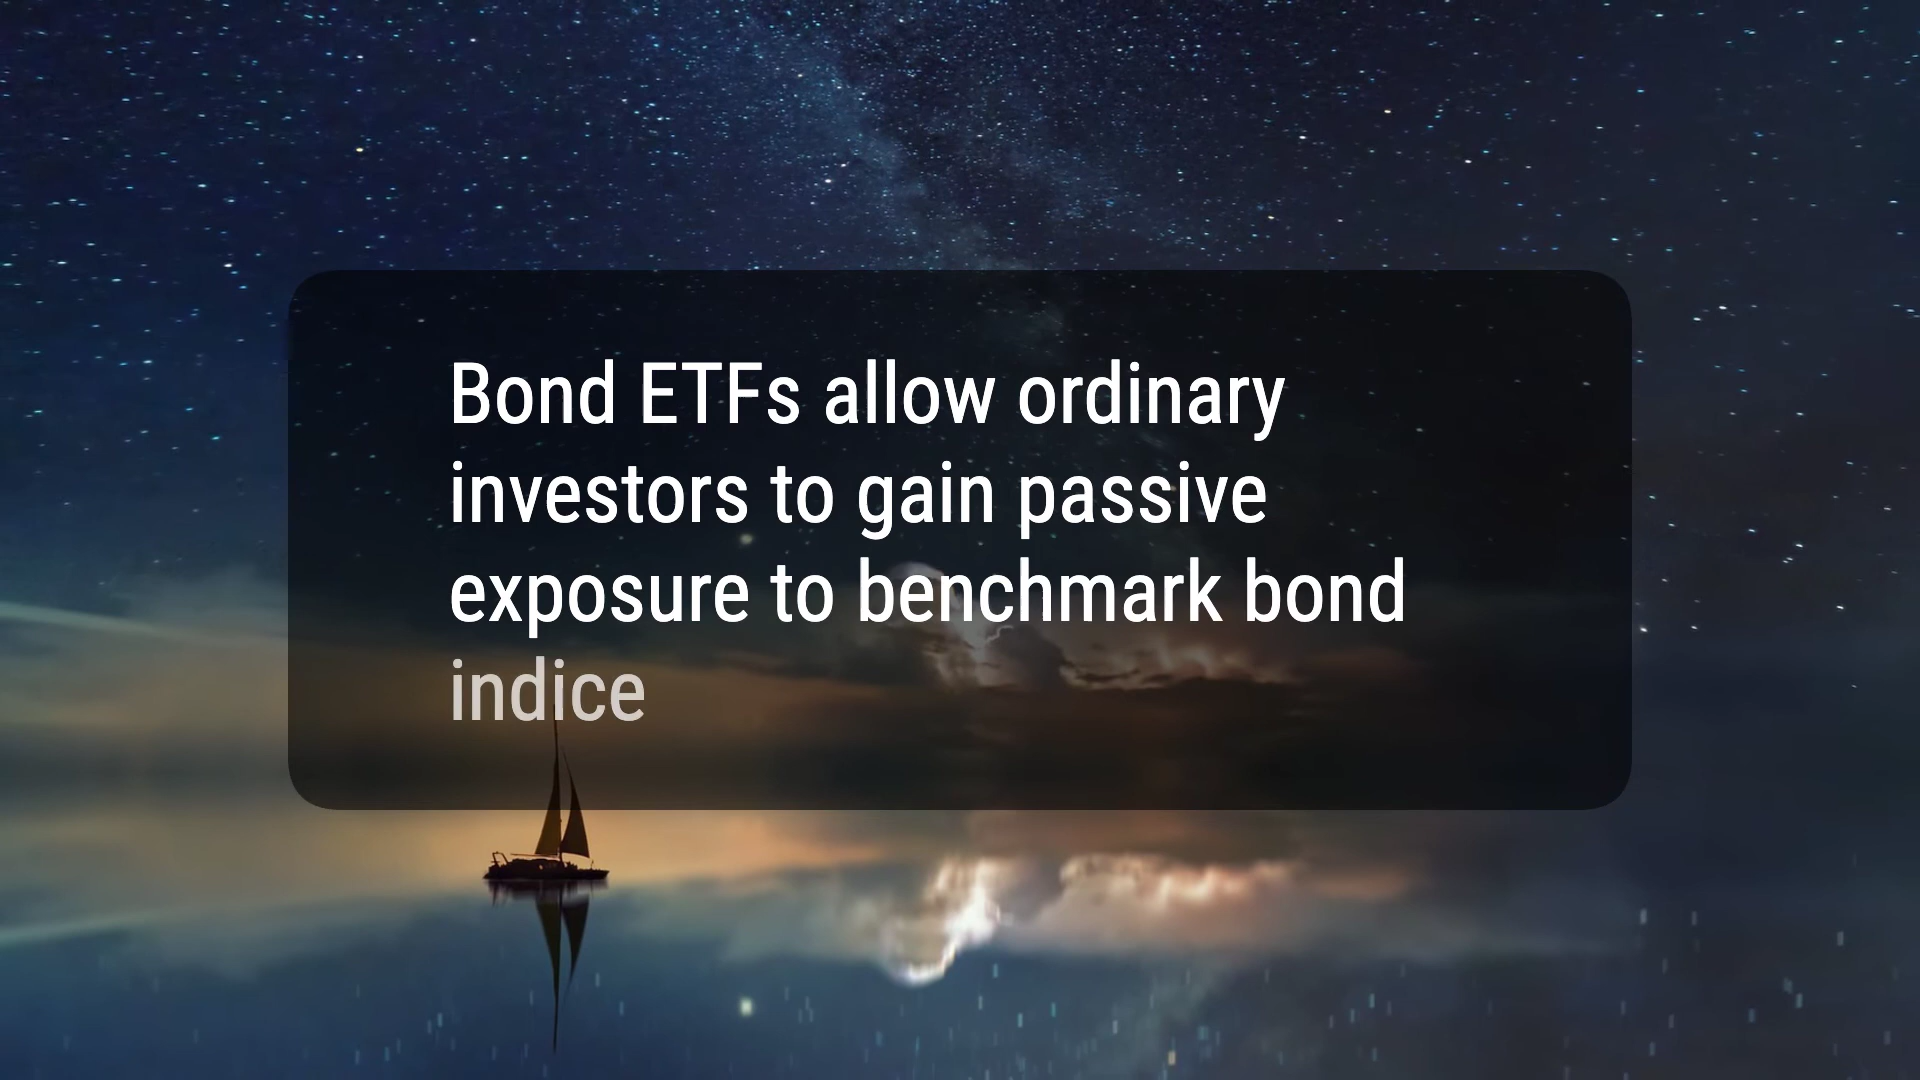 Bond ETFs allow ordinary
investors to gain passive
exposure to benchmark bond
indice